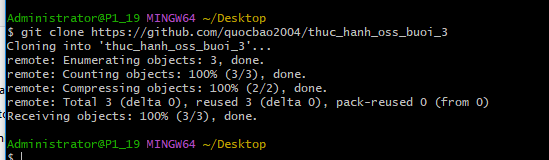 Administrator@P1_19 MINGW64 ~/Desktop
$ git clone https://github.com/quocbao2004/thuc_hanh_oss_buoi_3
Cloning into 'thuc_hanh_oss_buoi_3'...
remote: Enumerating objects: 3, done.
remote: Counting objects: 100% (3/3), done.
remote: Compressing objects: 100% (2/2), done.
remote: Total 3 (delta 0), reused 3 (delta 0), pack-reused 0 (from 0)
Receiving objects: 100% (3/3), done.
Administrator@P1_19 MINGW64 ~/Desktop
$